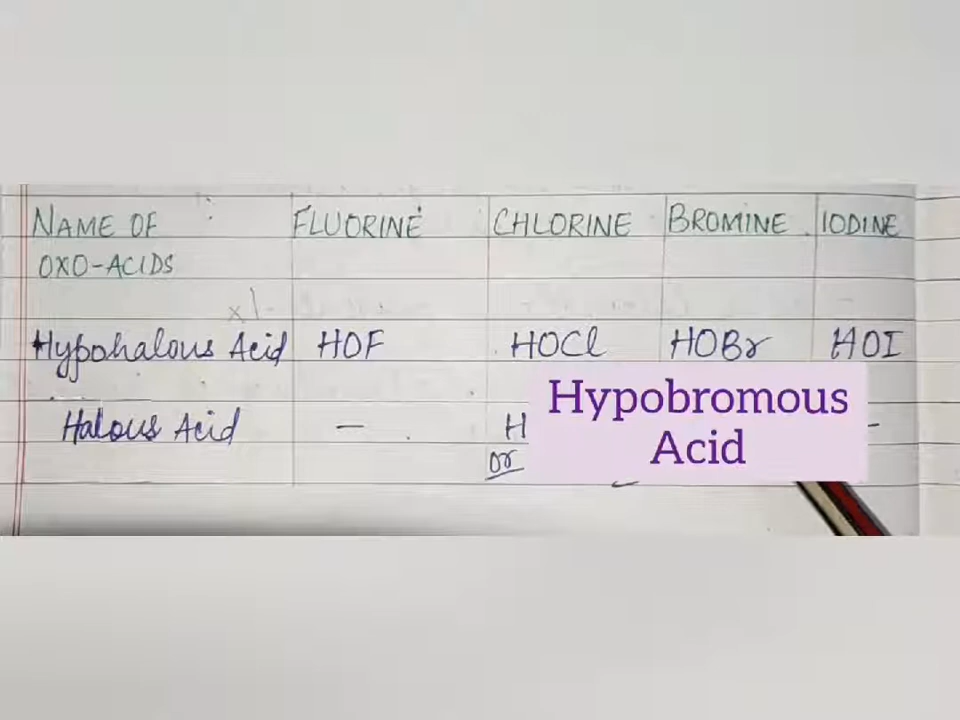 NAME OF FLUORINE CHLORINE BROMINE IODINE
OXO-ACIDS
Hypohalous Acid HOF HOCl HOBr HOI
Halous Acid — H -
or
Hypobromous
Acid